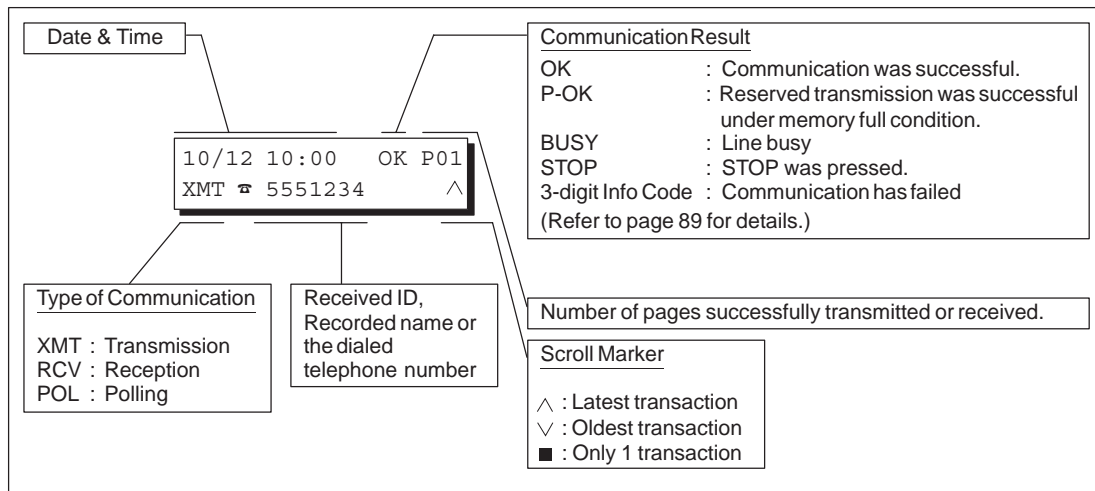 Date & Time
Communication Result
OK : Communication was successful.
P-OK : Reserved transmission was successful
under memory full condition.
BUSY : Line busy
STOP : STOP was pressed.
3-digit Info Code : Communication has failed
(Refer to page 89 for details.)
10/12 10:00 OK P01
XMT ☎ 5551234 ∧
Type of Communication
XMT : Transmission
RCV : Reception
POL : Polling
Received ID,
Recorded name or
the dialed
telephone number
Number of pages successfully transmitted or received.
Scroll Marker
∧ : Latest transaction
∨ : Oldest transaction
■ : Only 1 transaction